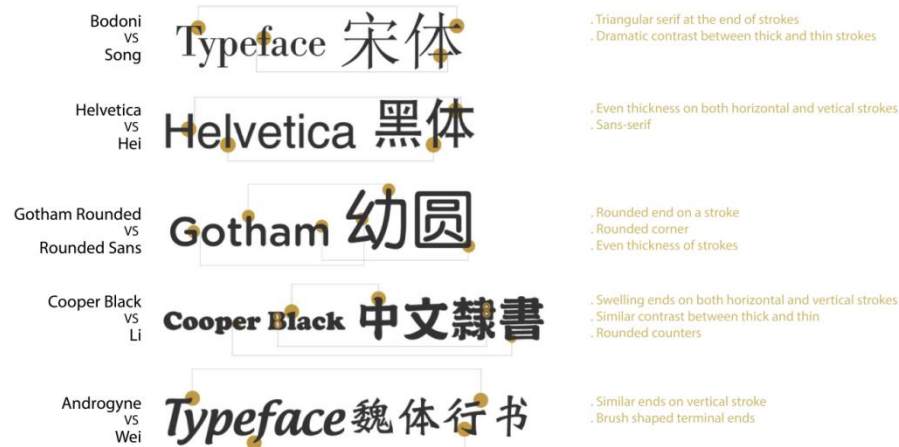 Bodoni
vs
Song
Typeface 宋体
. Triangular serif at the end of strokes
. Dramatic contrast between thick and thin strokes
Helvetica
vs
Hei
Helvetica 黑体
. Even thickness on both horizontal and vetical strokes
. Sans-serif
Gotham Rounded
vs
Rounded Sans
Gotham 幼圆
. Rounded end on a stroke
. Rounded corner
. Even thickness of strokes
Cooper Black
vs
Li
Cooper Black 中文隸書
. Swelling ends on both horizontal and vertical strokes
. Similar contrast between thick and thin
. Rounded counters
Androgyne
vs
Wei
Typeface 魏体行书
. Similar ends on vertical stroke
. Brush shaped terminal ends